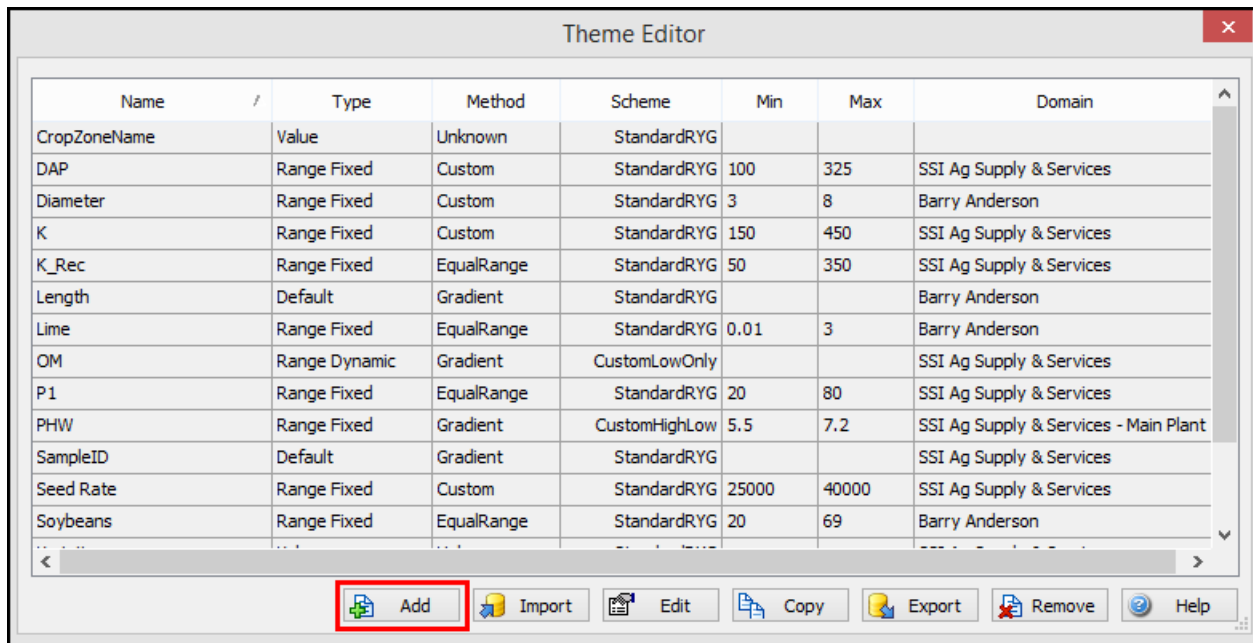 Theme Editor
Name Type Method Scheme Min Max Domain
CropZoneName Value Unknown StandardRYG
DAP Range Fixed Custom StandardRYG 100 325 SSI Ag Supply & Services
Diameter Range Fixed Custom StandardRYG 3 8 Barry Anderson
K Range Fixed Custom StandardRYG 150 450 SSI Ag Supply & Services
K_Rec Range Fixed EqualRange StandardRYG 50 350 SSI Ag Supply & Services
Length Default Gradient StandardRYG Barry Anderson
Lime Range Fixed EqualRange StandardRYG 0.01 3 Barry Anderson
OM Range Dynamic Gradient CustomLowOnly SSI Ag Supply & Services
P1 Range Fixed EqualRange StandardRYG 20 80 SSI Ag Supply & Services
PHW Range Fixed Gradient CustomHighLow 5.5 7.2 SSI Ag Supply & Services - Main Plant
SampleID Default Gradient StandardRYG SSI Ag Supply & Services
Seed Rate Range Fixed Custom StandardRYG 25000 40000 SSI Ag Supply & Services
Soybeans Range Fixed EqualRange StandardRYG 20 69 Barry Anderson
Add Import Edit Copy Export Remove Help